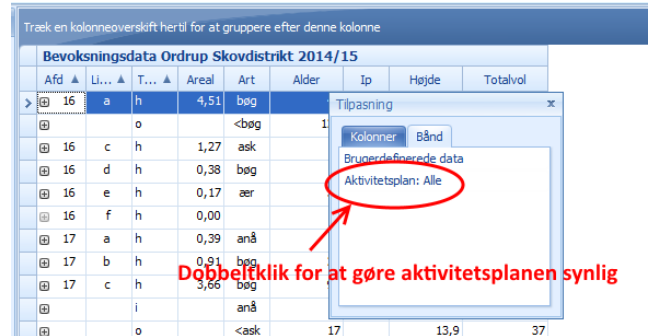 Træk en kolonneoverskift hertil for at gruppere efter denne kolonne
Bevoksningsdata Ordrup Skovdistrikt 2014/15
Afd Li... T... Areal Art Alder Ip Højde Totalvol
16 a h 4,51 bøg
o <bøg
16 c h 1,27 ask
16 d h 0,38 bøg
16 e h 0,17 ær
16 f h 0,00
17 a h 0,39 anå
17 b h 0,91 bøg
17 c h 3,66 bøg
i anå
o <ask 17 13,9 37
Tilpasning x
Kolonner Bånd
Brugerdefinerede data
Aktivitetsplan: Alle
Dobbeltklik for at gøre aktivitetsplanen synlig